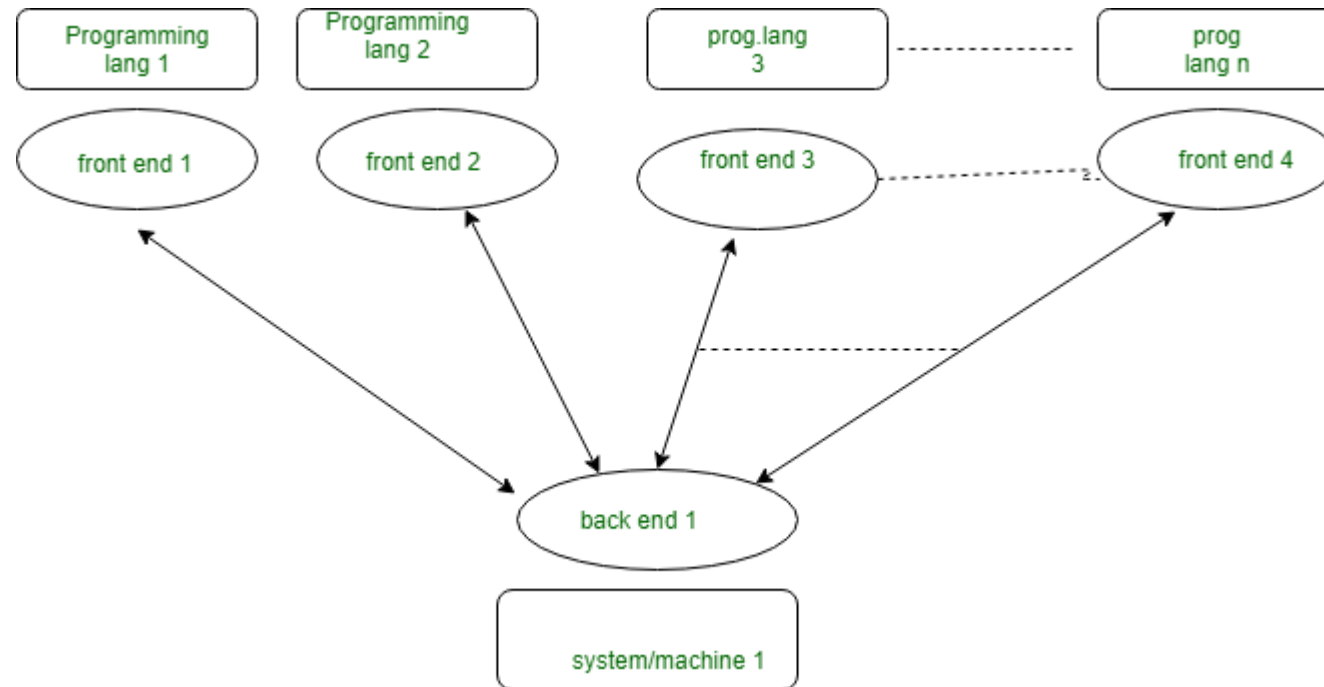 Programming
lang 1
Programming
lang 2
prog.lang
3
prog
lang n
front end 1
front end 2
front end 3
front end 4
2
back end 1
system/machine 1